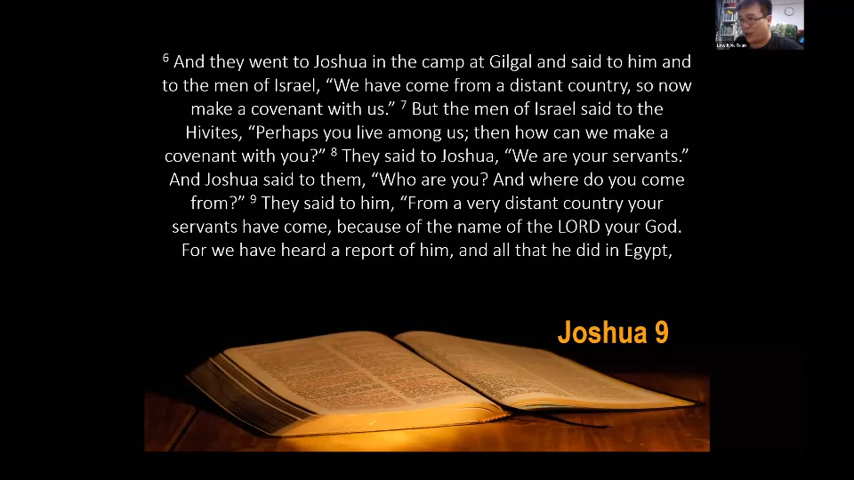 6 And they went to Joshua in the camp at Gilgal and said to him and
to the men of Israel, “We have come from a distant country, so now
make a covenant with us.” 7 But the men of Israel said to the
Hivites, “Perhaps you live among us; then how can we make a
covenant with you?” 8 They said to Joshua, “We are your servants.”
And Joshua said to them, “Who are you? And where do you come
from?” 9 They said to him, “From a very distant country your
servants have come, because of the name of the LORD your God.
For we have heard a report of him, and all that he did in Egypt,
Joshua 9